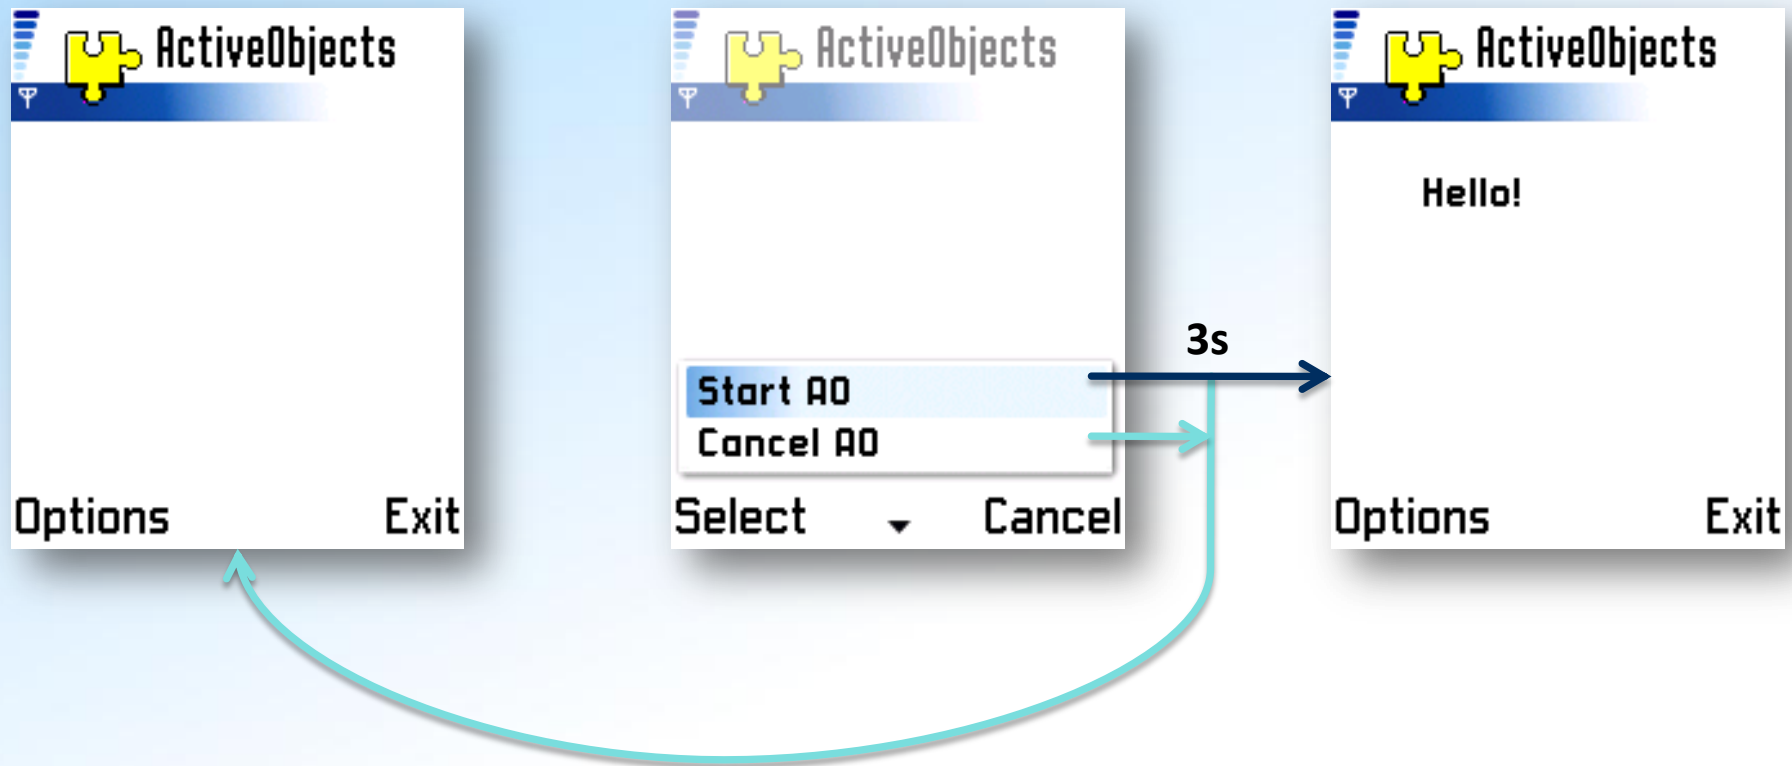 ActiveObjects
Options Exit
ActiveObjects
Start AO
Cancel AO
Select Cancel
3s
ActiveObjects
Hello!
Options Exit